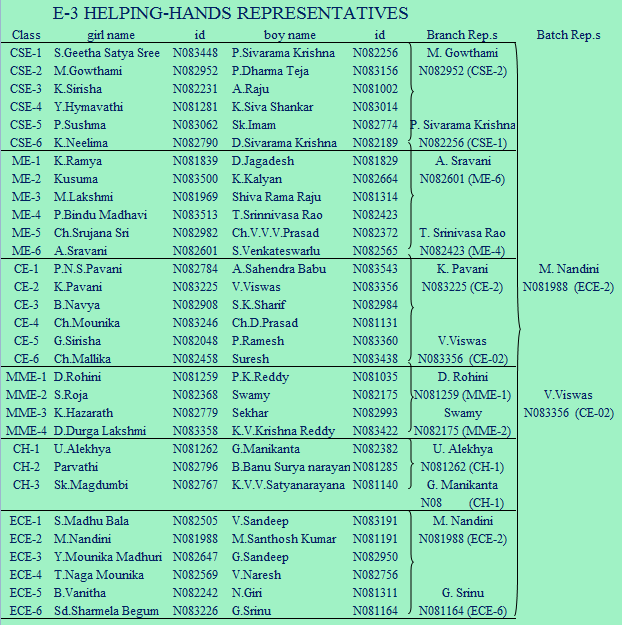 E-3 HELPING-HANDS REPRESENTATIVES
Class girl name id boy name id Branch Rep.s Batch Rep.s
CSE-1 S.Geetha Satya Sree N083448 P.Sivarama Krishna N082256 M. Gowthami
CSE-2 M.Gowthami N082952 P.Dharma Teja N083156 N082952 (CSE-2)
CSE-3 K.Sirisha N082231 A.Raju N081002
CSE-4 Y.Hymavathi N081281 K.Siva Shankar N083014
CSE-5 P.Sushma N083062 Sk.Imam N082774 P. Sivarama Krishna
CSE-6 K.Neelima N082790 D.Sivarama Krishna N082189 N082256 (CSE-1)
ME-1 K.Ramya N081839 D.Jagadesh N081829 A. Sravani
ME-2 Kusuma N083500 K.Kalyan N082664 N082601 (ME-6)
ME-3 M.Lakshmi N081969 Shiva Rama Raju N081314
ME-4 P.Bindu Madhavi N083513 T.Srinnivasa Rao N082423
ME-5 Ch.Srujana Sri N082982 Ch.V.V.V.Prasad N082372 T. Srinivasa Rao
ME-6 A.Sravani N082601 S.Venkateswarlu N082565 N082423 (ME-4)
CE-1 P.N.S.Pavani N082784 A.Sahendra Babu N083543 K. Pavani M. Nandini
CE-2 K.Pavani N083225 V.Viswas N083356 N083225 (CE-2) N081988 (ECE-2)
CE-3 B.Navya N082908 S.K.Sharif N082984
CE-4 Ch.Mounika N083246 Ch.D.Prasad N081131
CE-5 G.Sirisha N082048 P.Ramesh N083360 V.Viswas
CE-6 Ch.Mallika N082458 Suresh N083438 N083356 (CE-02)
MME-1 D.Rohini N081259 P.K.Reddy N081035 D. Rohini
MME-2 S.Roja N082368 Swamy N082175 N081259 (MME-1) V.Viswas
MME-3 K.Hazarath N082779 Sekhar N082993 Swamy N083356 (CE-02)
MME-4 D.Durga Lakshmi N083358 K.V.Krishna Reddy N083422 N082175 (MME-2)
CH-1 U.Alekhya N081262 G.Manikanta N082382 U. Alekhya
CH-2 Parvathi N082796 B.Banu Surya narayan N081285 N081262 (CH-1)
CH-3 Sk.Magdumbi N082767 K.V.V.Satyanarayana N081140 G. Manikanta
N08 (CH-1)
ECE-1 S.Madhu Bala N082505 V.Sandeep N083191 M. Nandini
ECE-2 M.Nandini N081988 M.Santhosh Kumar N081191 N081988 (ECE-2)
ECE-3 Y.Mounika Madhuri N082647 G.Sandeep N082950
ECE-4 T.Naga Mounika N082569 V.Naresh N082756
ECE-5 B.Vanitha N082242 N.Giri N081311 G. Srinu
ECE-6 Sd.Sharmela Begum N083226 G.Srinu N081164 N081164 (ECE-6)